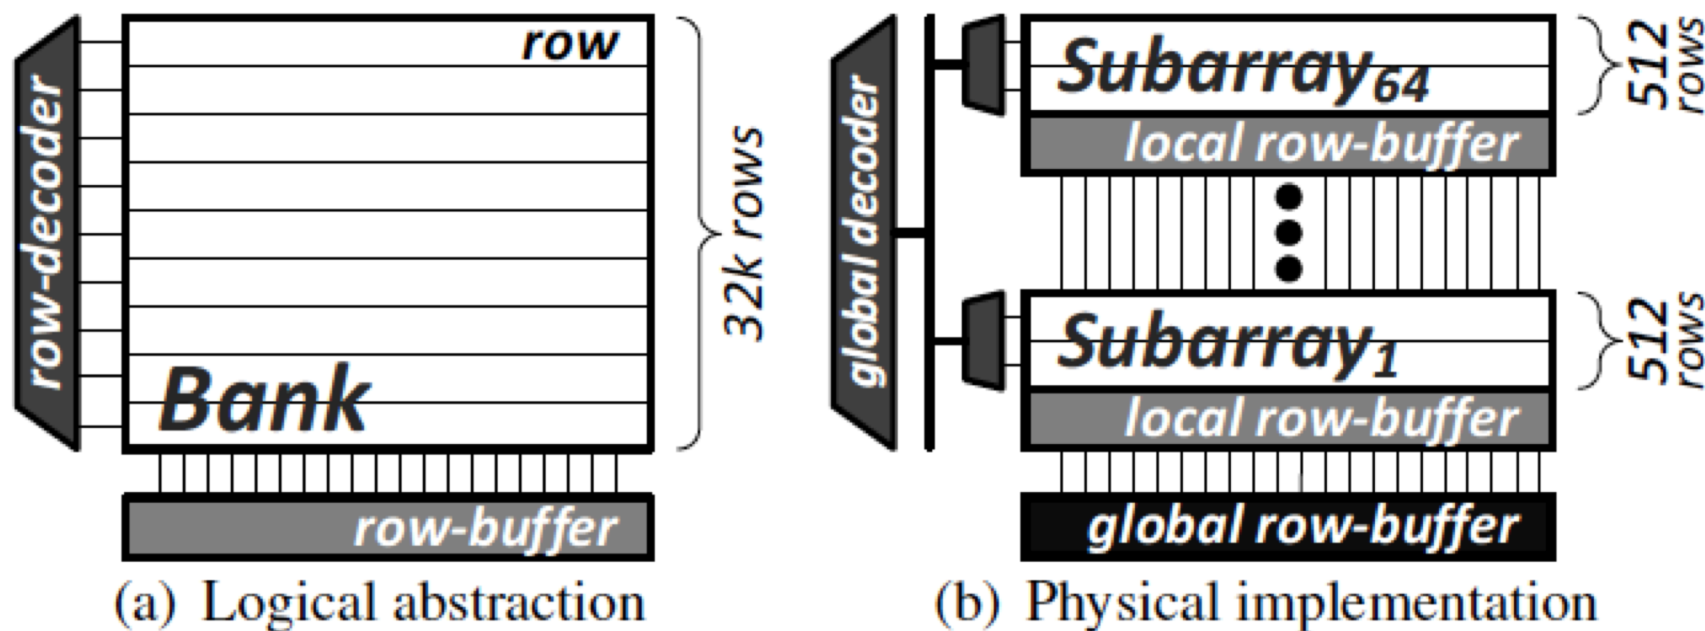 row
row-decoder
32k rows
Bank
row-buffer
(a) Logical abstraction
global decoder
Subarray64
512
rows
local row-buffer
Subarray1
512
rows
local row-buffer
global row-buffer
(b) Physical implementation